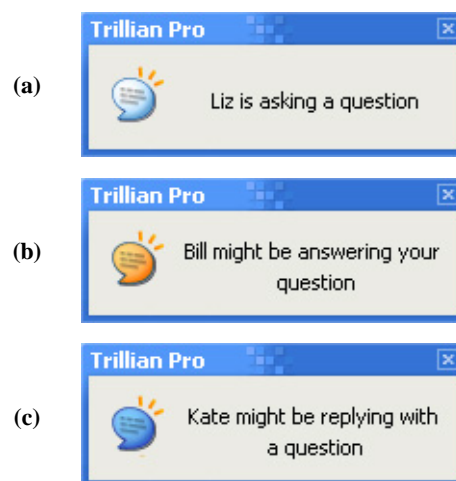 Trillian Pro
(a)
Liz is asking a question
Trillian Pro
(b)
Bill might be answering your
question
Trillian Pro
(c)
Kate might be replying with
a question